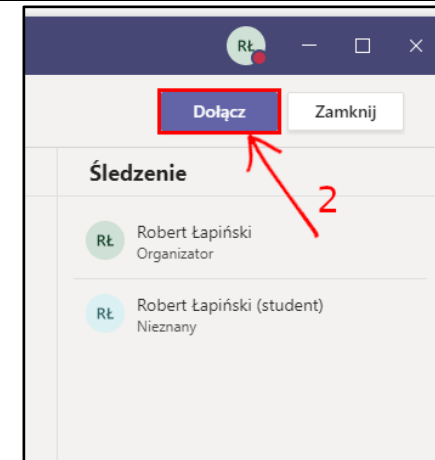 RŁ
Dołącz
Zamknij
Śledzenie
2
RŁ
Robert Łapiński
Organizator
RŁ
Robert Łapiński (student)
Nieznany